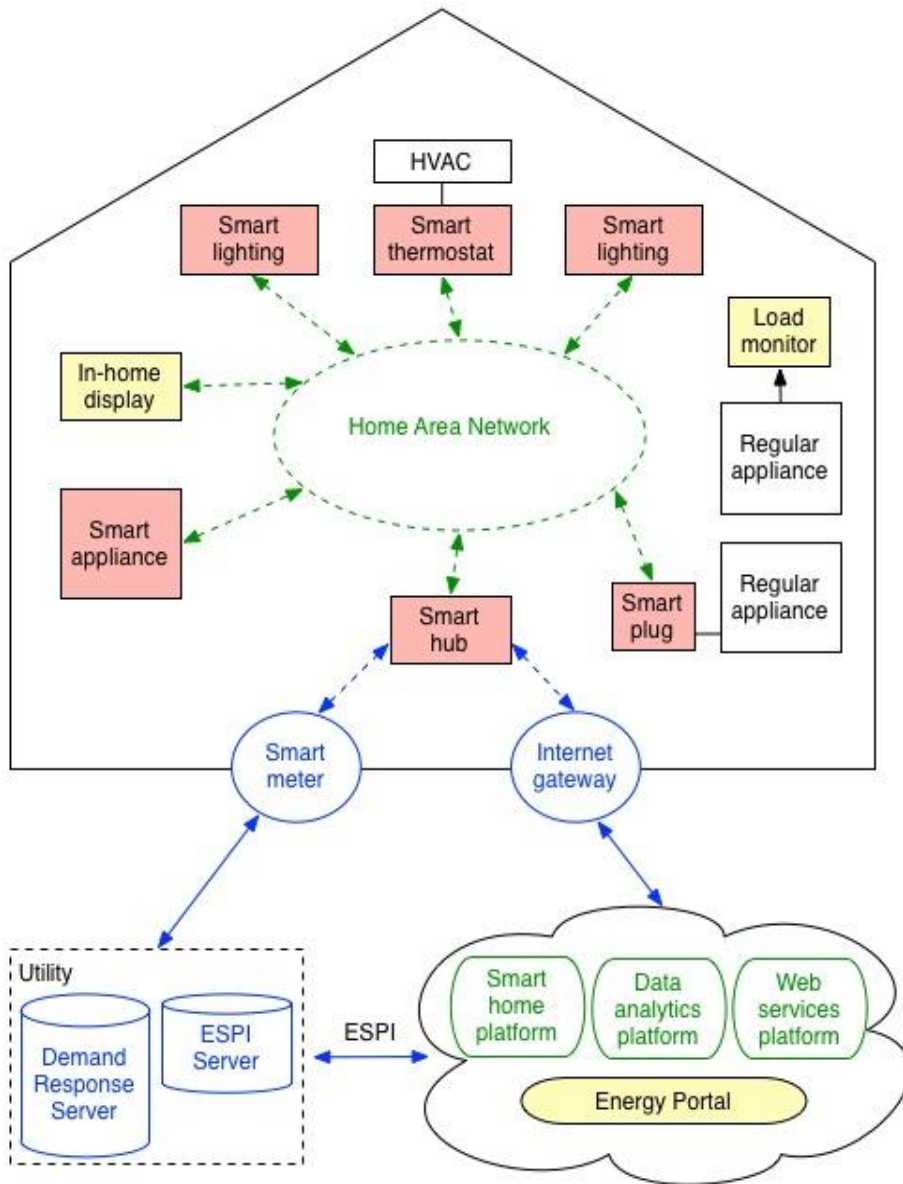 HVAC
Smart
lighting
Smart
thermostat
Smart
lighting
Load
monitor
In-home
display
Home Area Network
Regular
appliance
Smart
appliance
Regular
appliance
Smart
hub
Smart
plug
Smart
meter
Internet
gateway
Utility
Demand
Response
Server
ESPI
Server
ESPI
Smart
home
platform
Data
analytics
platform
Web
services
platform
Energy Portal